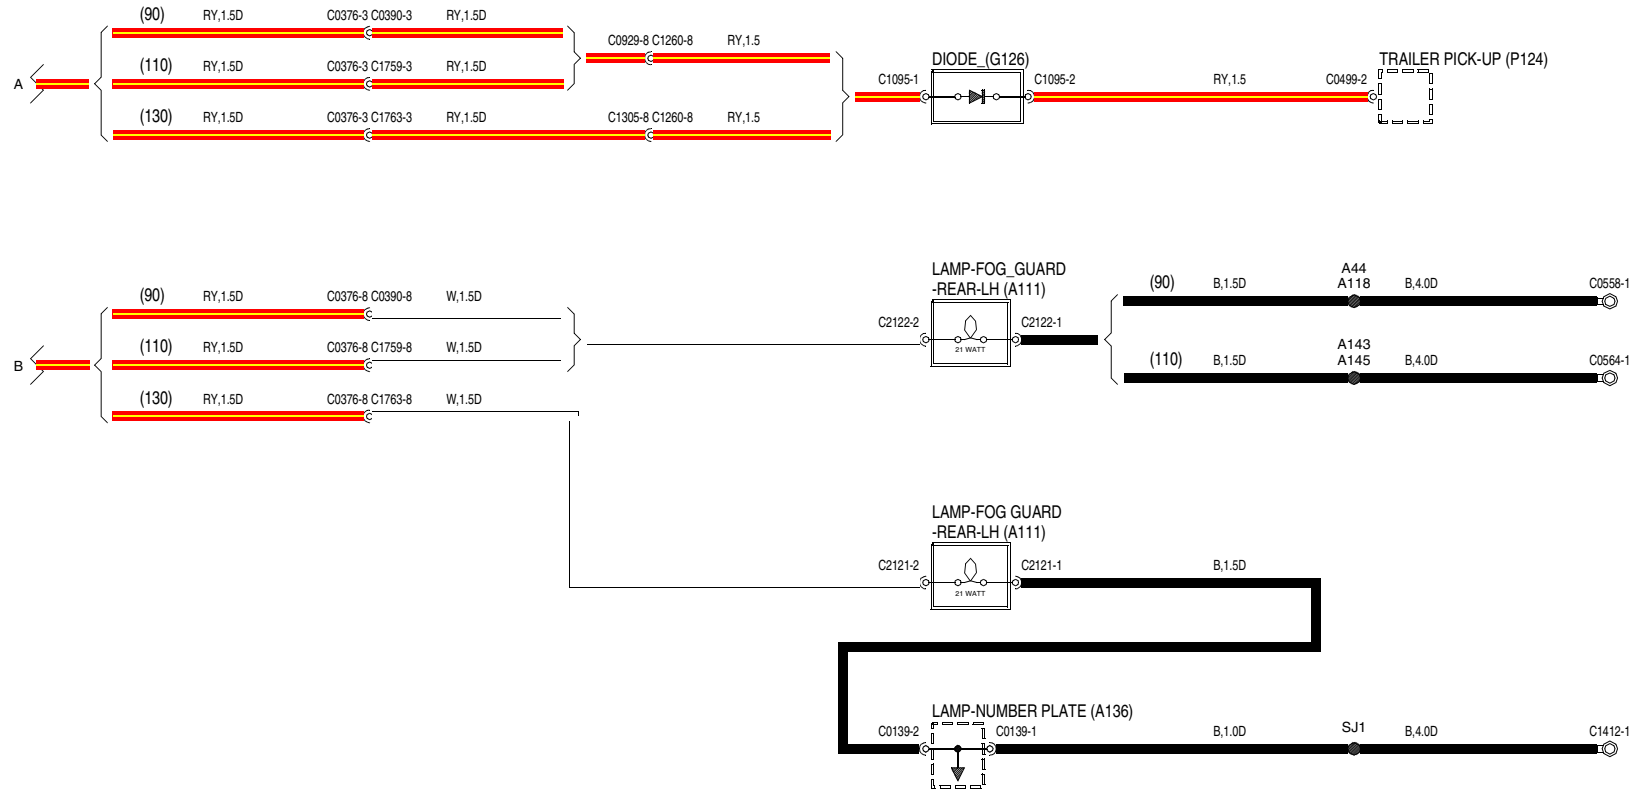 (90) RY,1.5D C0376-3 C0390-3 RY,1.5D
C0929-8 C1260-8 RY,1.5
(110) RY,1.5D C0376-3 C1759-3 RY,1.5D
DIODE_(G126)
TRAILER PICK-UP (P124)
A
C1095-1 C1095-2 RY,1.5 C0499-2
(130) RY,1.5D C0376-3 C1763-3 RY,1.5D C1305-8 C1260-8 RY,1.5
LAMP-FOG_GUARD
-REAR-LH (A111)
(90) B,1.5D A44
A118 B,4.0D C0558-1
(90) RY,1.5D C0376-8 C0390-8 W,1.5D
C2122-2 C2122-1
21 WATT
(110) RY,1.5D C0376-8 C1759-8 W,1.5D
A143
(110) B,1.5D A145 B,4.0D C0564-1
B
(130) RY,1.5D C0376-8 C1763-8 W,1.5D
LAMP-FOG GUARD
-REAR-LH (A111)
C2121-2 C2121-1 B,1.5D
21 WATT
LAMP-NUMBER PLATE (A136)
C0139-2 C0139-1 B,1.0D SJ1 B,4.0D C1412-1